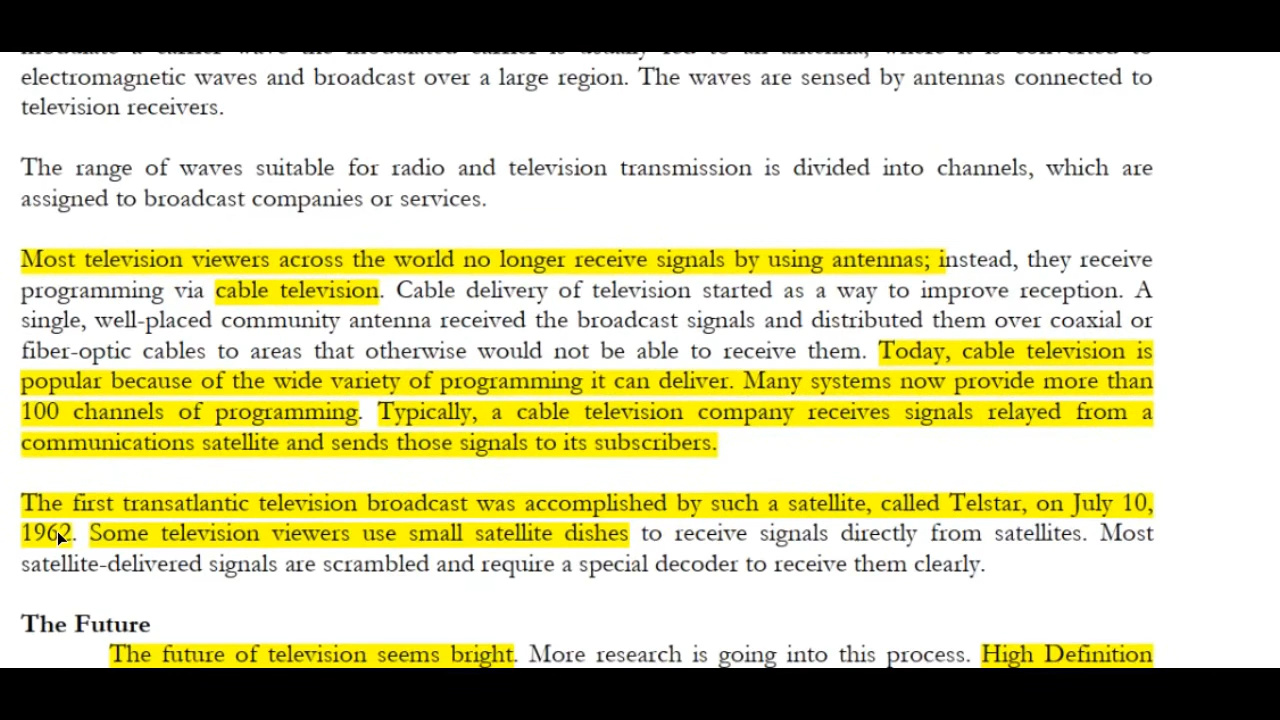 electromagnetic waves and broadcast over a large region. The waves are sensed by antennas connected to
television receivers.
The range of waves suitable for radio and television transmission is divided into channels, which are
assigned to broadcast companies or services.
Most television viewers across the world no longer receive signals by using antennas; instead, they receive
programming via cable television. Cable delivery of television started as a way to improve reception. A
single, well-placed community antenna received the broadcast signals and distributed them over coaxial or
fiber-optic cables to areas that otherwise would not be able to receive them. Today, cable television is
popular because of the wide variety of programming it can deliver. Many systems now provide more than
100 channels of programming. Typically, a cable television company receives signals relayed from a
communications satellite and sends those signals to its subscribers.
The first transatlantic television broadcast was accomplished by such a satellite, called Telstar, on July 10,
1962. Some television viewers use small satellite dishes to receive signals directly from satellites. Most
satellite-delivered signals are scrambled and require a special decoder to receive them clearly.
The Future
The future of television seems bright. More research is going into this process. High Definition